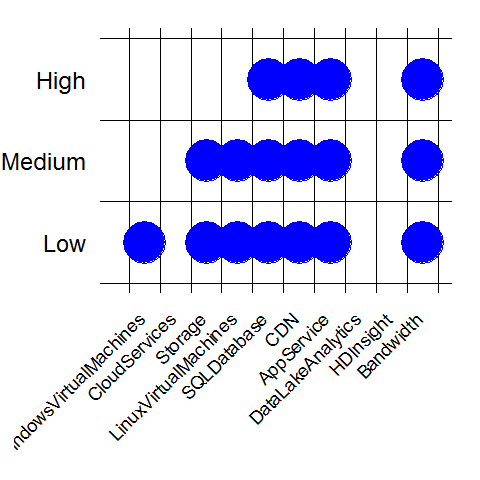 High
Medium
Low
ndowsVirtualMachines
CloudServices
Storage
LinuxVirtualMachines
SQLDatabase
CDN
AppService
DataLakeAnalytics
HDInsight
Bandwidth